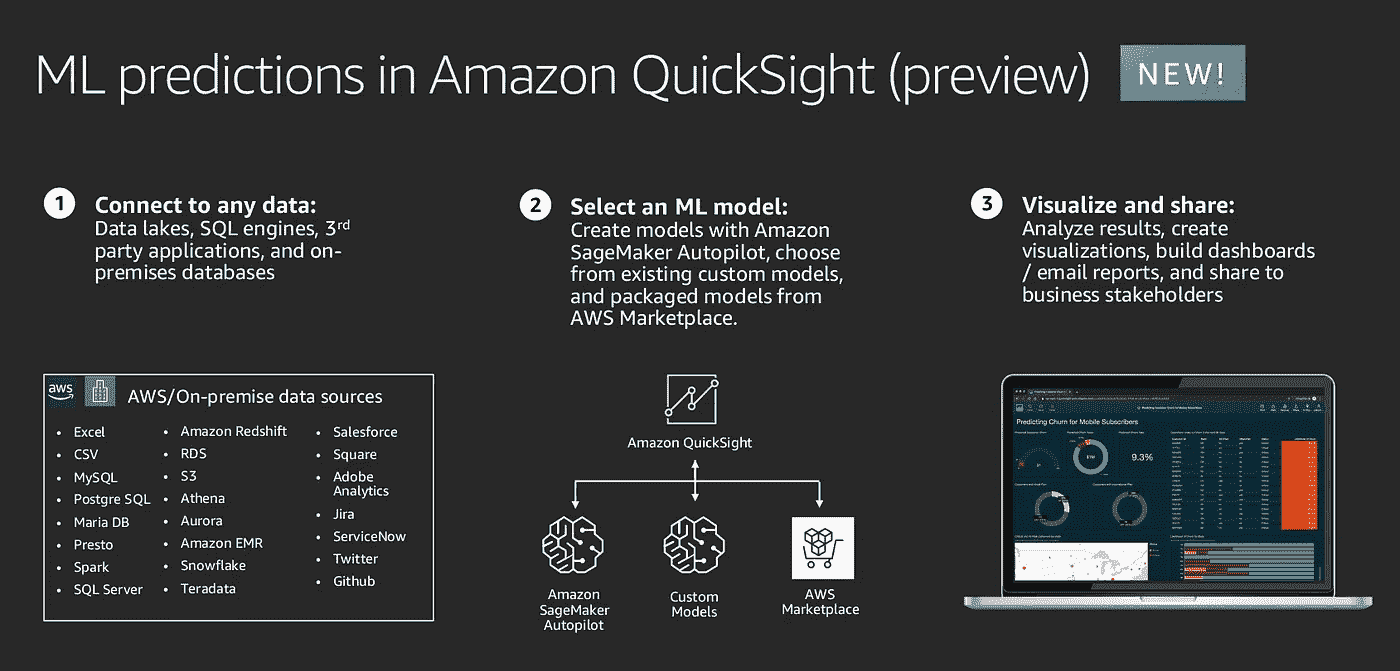 ML predictions in Amazon QuickSight (preview)
NEW!
1
Connect to any data:
Data lakes, SQL engines, 3rd
party applications, and on-
premises databases
2
Select an ML model:
Create models with Amazon
SageMaker Autopilot, choose
from existing custom models,
and packaged models from
AWS Marketplace.
3
Visualize and share:
Analyze results, create
visualizations, build dashboards
/ email reports, and share to
business stakeholders
aws
AWS/On-premise data sources
• Excel
• CSV
• MySQL
• Postgre SQL
• Maria DB
• Presto
• Spark
• SQL Server
• Amazon Redshift
• RDS
• S3
• Athena
• Aurora
• Amazon EMR
• Snowflake
• Teradata
• Salesforce
• Square
• Adobe
Analytics
• Jira
• ServiceNow
• Twitter
• Github
Amazon QuickSight
Amazon
SageMaker
Autopilot
Custom
Models
AWS
Marketplace
Predicting Churn for Mobile Subscribers
9.3%